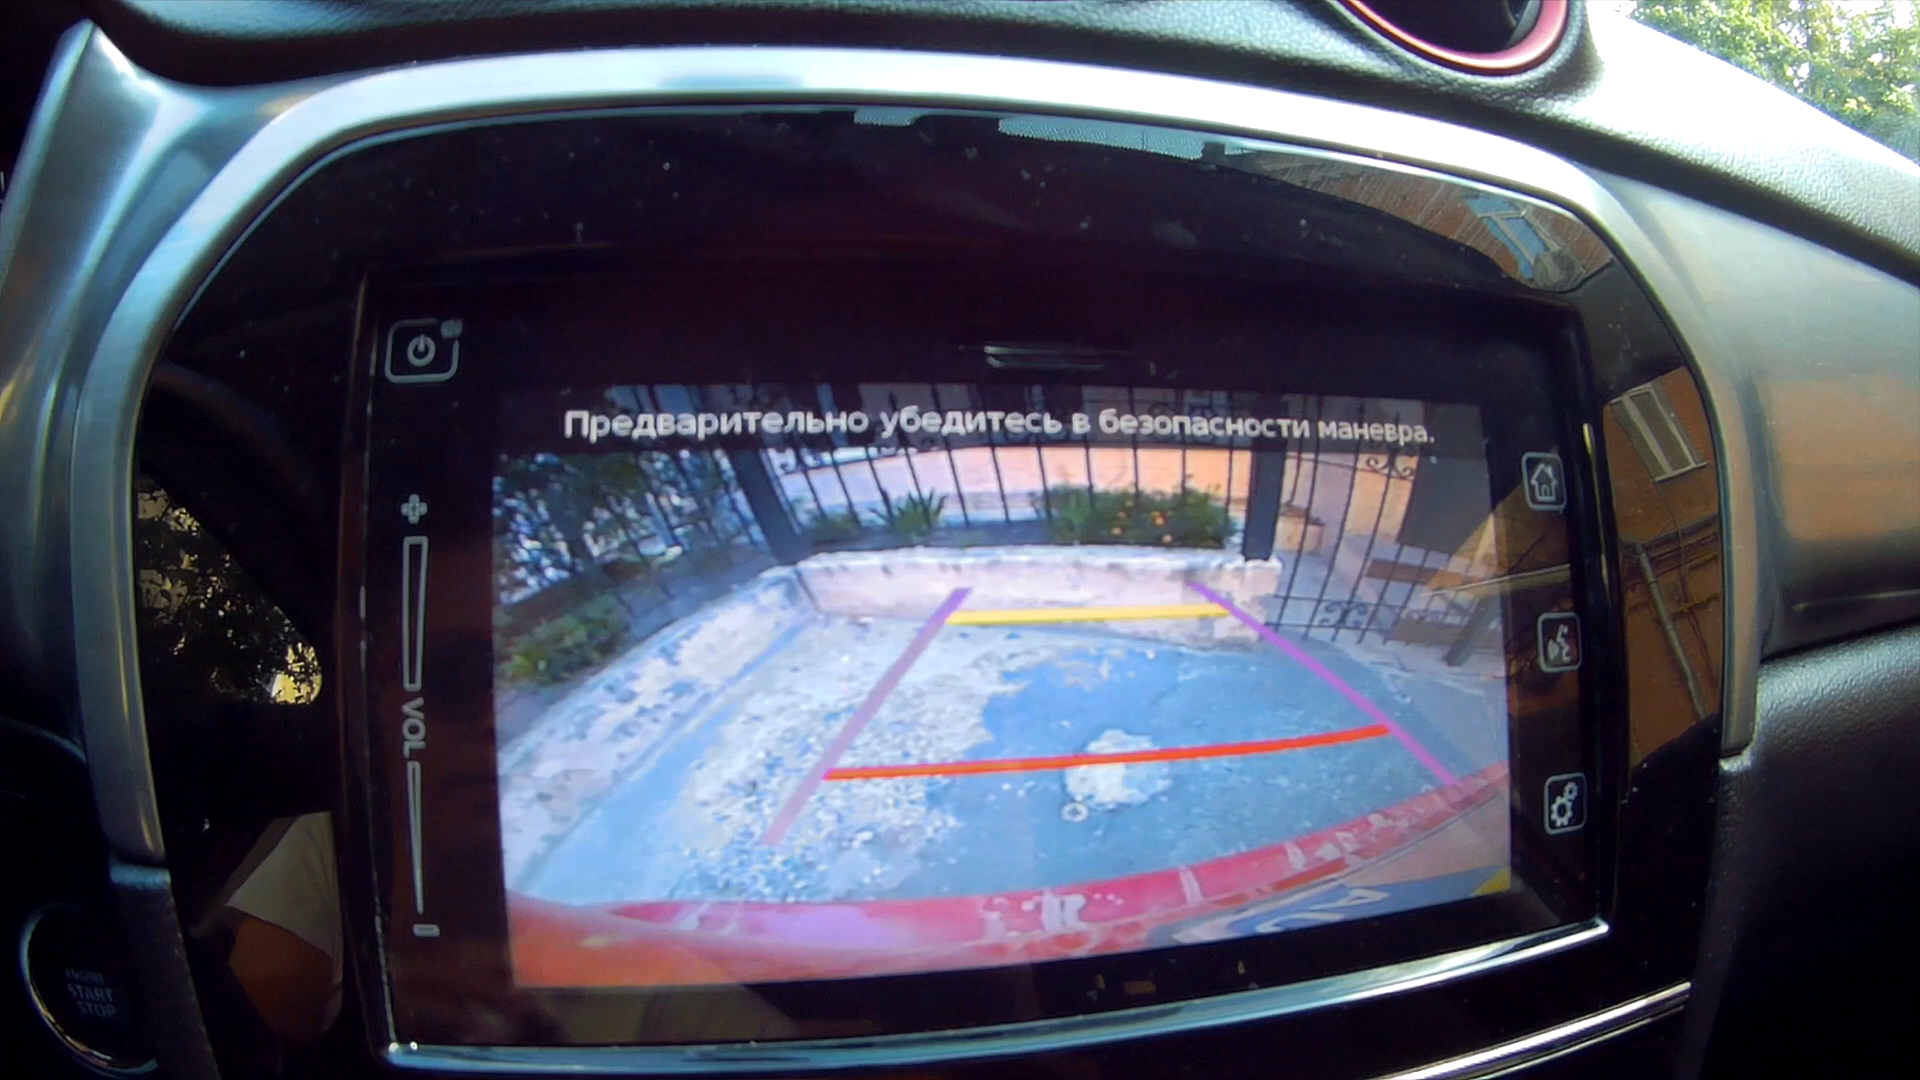 Предварительно убедитесь в безопасности маневра.
VOL
ENGINE
START
STOP